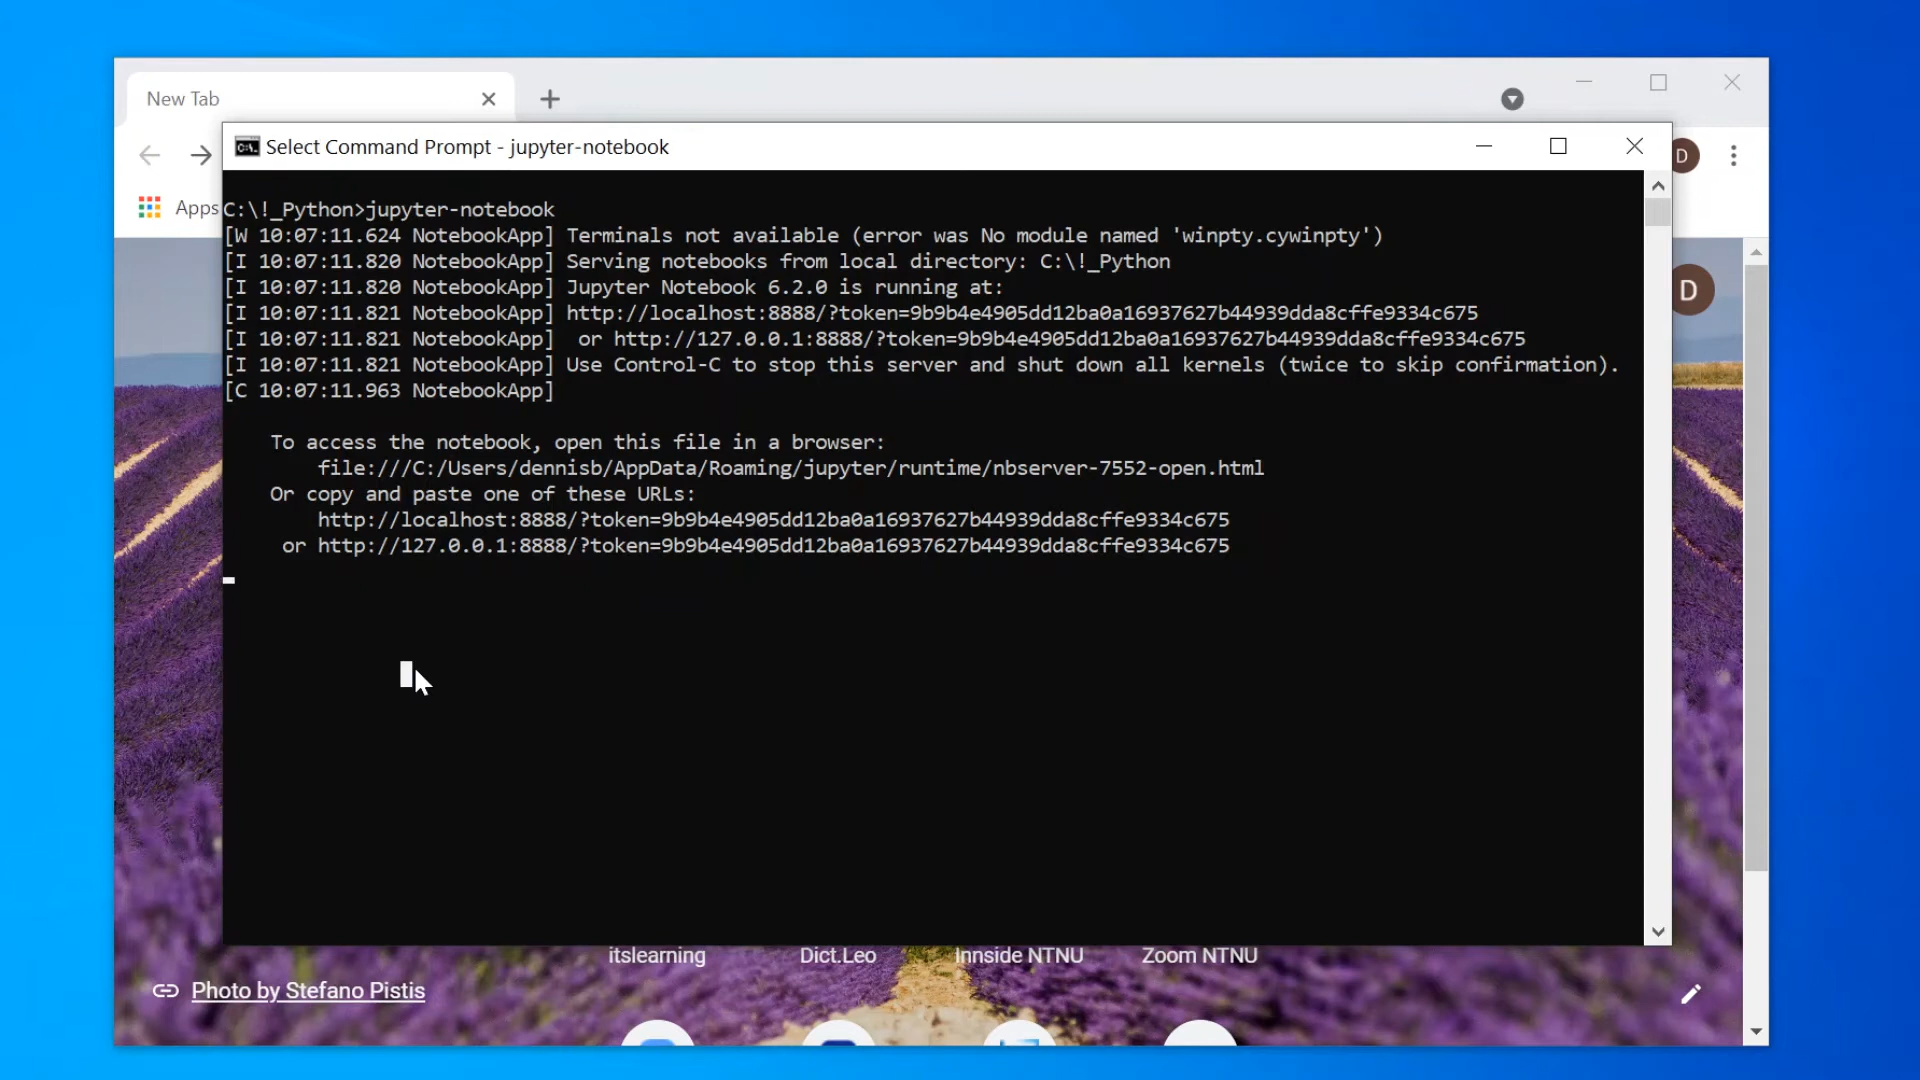 New Tab
Select Command Prompt - jupyter-notebook
D
Apps
C:\!_Python>jupyter-notebook
[W 10:07:11.624 NotebookApp] Terminals not available (error was No module named 'winpty.cywinpty')
[I 10:07:11.820 NotebookApp] Serving notebooks from local directory: C:\!_Python
[I 10:07:11.820 NotebookApp] Jupyter Notebook 6.2.0 is running at:
D
[I 10:07:11.821 NotebookApp] http://localhost:8888/?token=9b9b4e4905dd12ba0a16937627b44939dda8cffe9334c675
[I 10:07:11.821 NotebookApp]  or http://127.0.0.1:8888/?token=9b9b4e4905dd12ba0a16937627b44939dda8cffe9334c675
[I 10:07:11.821 NotebookApp] Use Control-C to stop this server and shut down all kernels (twice to skip confirmation).
[C 10:07:11.963 NotebookApp]
To access the notebook, open this file in a browser:
file:///C:/Users/dennisb/AppData/Roaming/jupyter/runtime/nbserver-7552-open.html
Or copy and paste one of these URLs:
http://localhost:8888/?token=9b9b4e4905dd12ba0a16937627b44939dda8cffe9334c675
or http://127.0.0.1:8888/?token=9b9b4e4905dd12ba0a16937627b44939dda8cffe9334c675
itslearning Dict.Leo Innside NTNU Zoom NTNU
Photo by Stefano Pistis